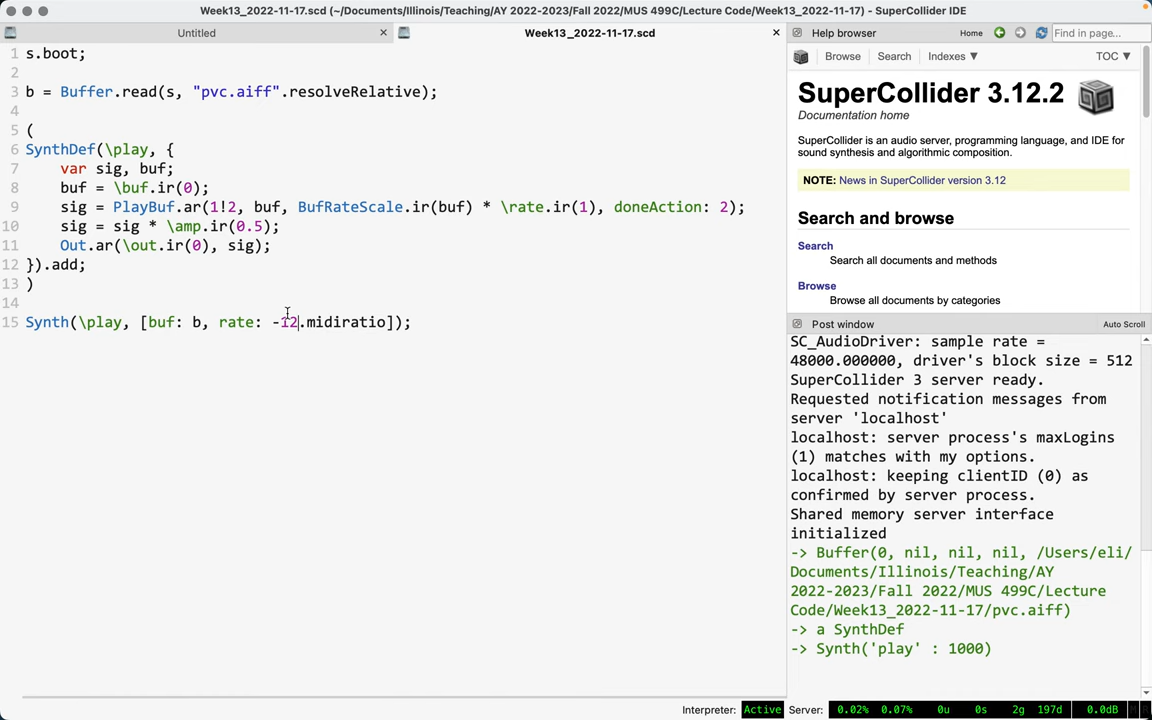 Week13_2022-11-17.scd (~/Documents/Illinois/Teaching/AY 2022-2023/Fall 2022/MUS 499C/Lecture Code/Week13_2022-11-17) - SuperCollider IDE
Untitled
Week13_2022-11-17.scd
1 s.boot;
2
3 b = Buffer.read(s, "pvc.aiff".resolveRelative);
4
5 (
6 SynthDef(\play, {
7 var sig, buf;
8 buf = \buf.ir(0);
9 sig = PlayBuf.ar(1!2, buf, BufRateScale.ir(buf) * \rate.ir(1), doneAction: 2);
10 sig = sig * \amp.ir(0.5);
11 Out.ar(\out.ir(0), sig);
12 }).add;
13 )
14
15 Synth(\play, [buf: b, rate: -12.midiratio]);
Help browser
Home
Find in page...
Browse Search Indexes ▼ TOC ▼
SuperCollider 3.12.2
Documentation home
SuperCollider is an audio server, programming language, and IDE for
sound synthesis and algorithmic composition.
NOTE: News in SuperCollider version 3.12
Search and browse
Search
Search all documents and methods
Browse
Browse all documents by categories
Post window
Auto Scroll
SC_AudioDriver: sample rate =
48000.000000, driver's block size = 512
SuperCollider 3 server ready.
Requested notification messages from
server 'localhost'
localhost: server process's maxLogins
(1) matches with my options.
localhost: keeping clientID (0) as
confirmed by server process.
Shared memory server interface
initialized
-> Buffer(0, nil, nil, nil, /Users/eli/
Documents/Illinois/Teaching/AY
2022-2023/Fall 2022/MUS 499C/Lecture
Code/Week13_2022-11-17/pvc.aiff)
-> a SynthDef
-> Synth('play' : 1000)
Interpreter: Active Server: 0.02% 0.07% 0u 0s 2g 197d 0.0dB